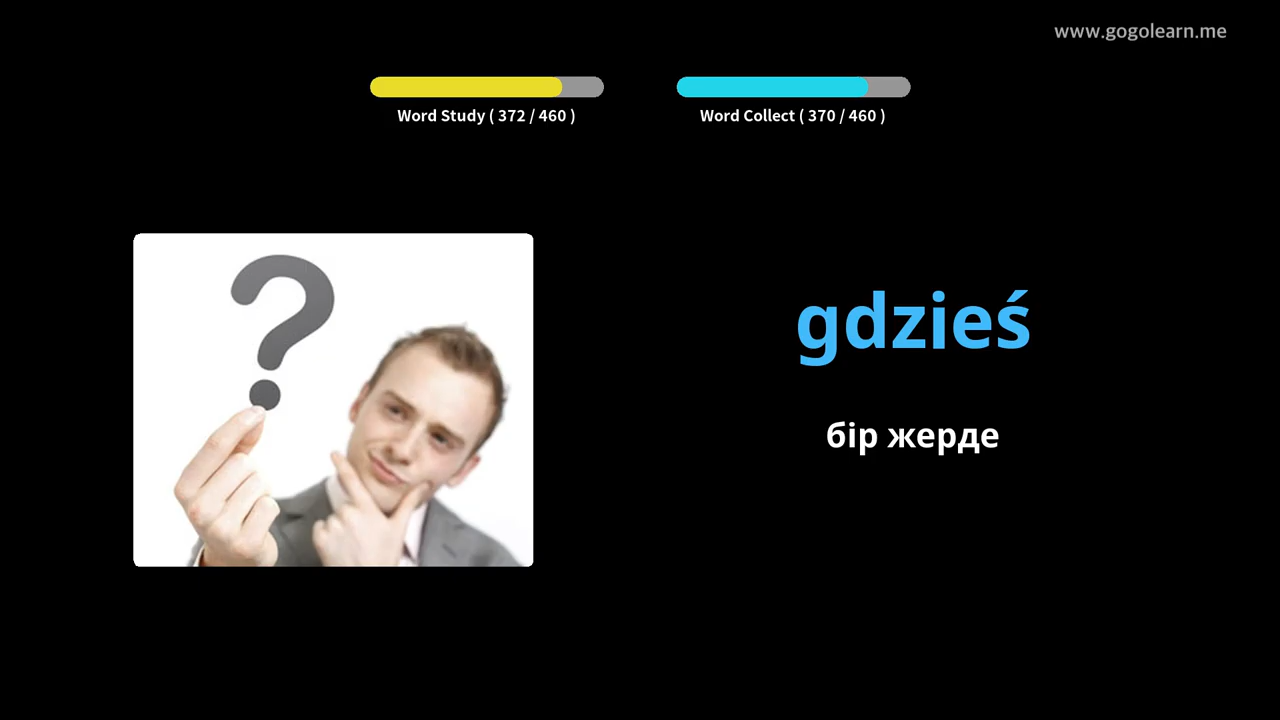 www.gogolearn.me
Word Study ( 372 / 460 )
Word Collect ( 370 / 460 )
?
gdzieś
бір жерде